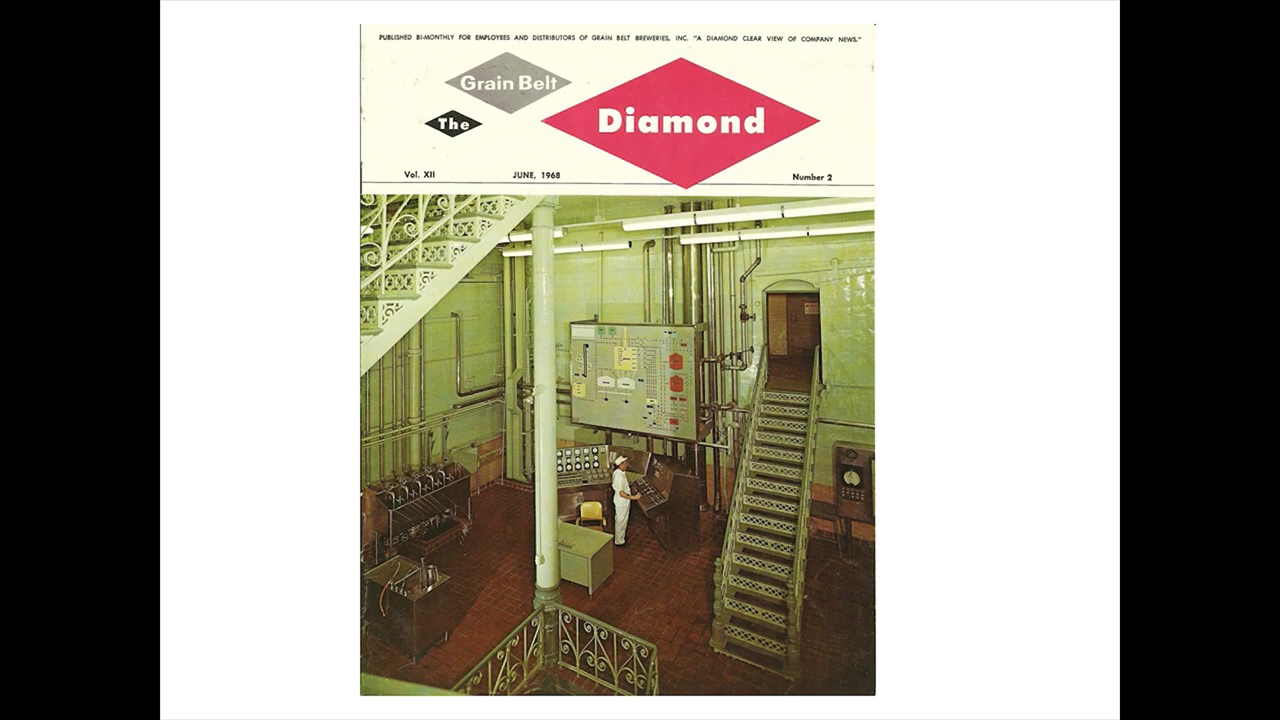 PUBLISHED BI-MONTHLY FOR EMPLOYEES AND DISTRIBUTORS OF GRAIN BELT BREWERIES, INC. "A DIAMOND CLEAR VIEW OF COMPANY NEWS."
Grain Belt
The
Diamond
Vol. XII JUNE, 1968 Number 2